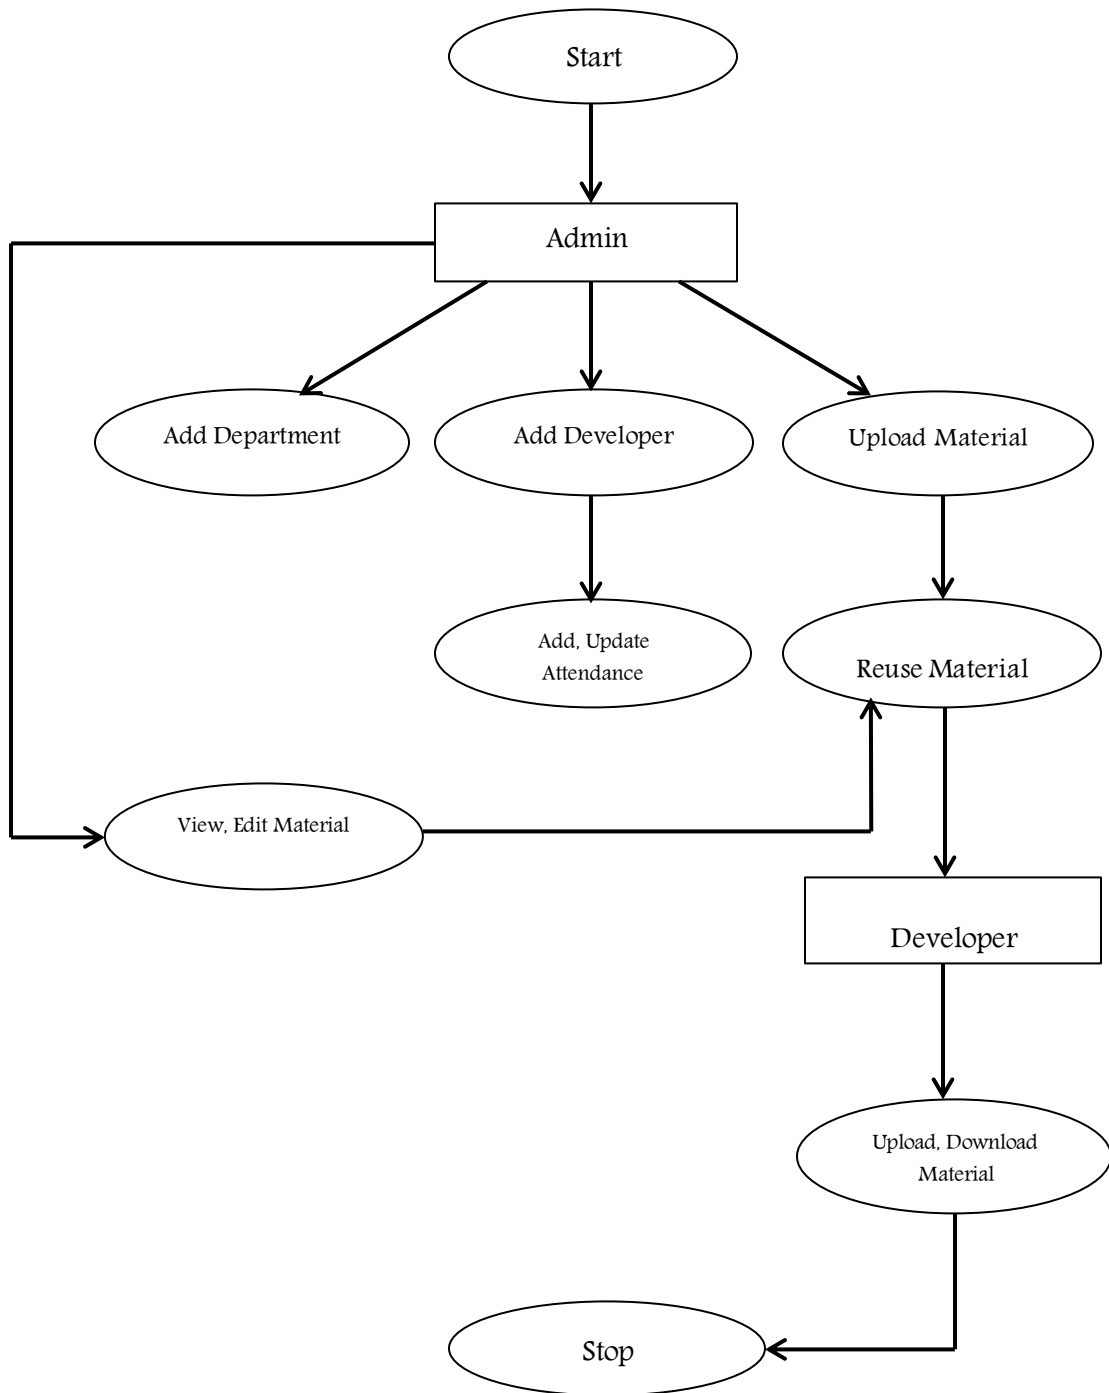 Start
Admin
Add Department
Add Developer
Upload Material
Add, Update
Attendance
Reuse Material
View, Edit Material
Developer
Upload, Download
Material
Stop